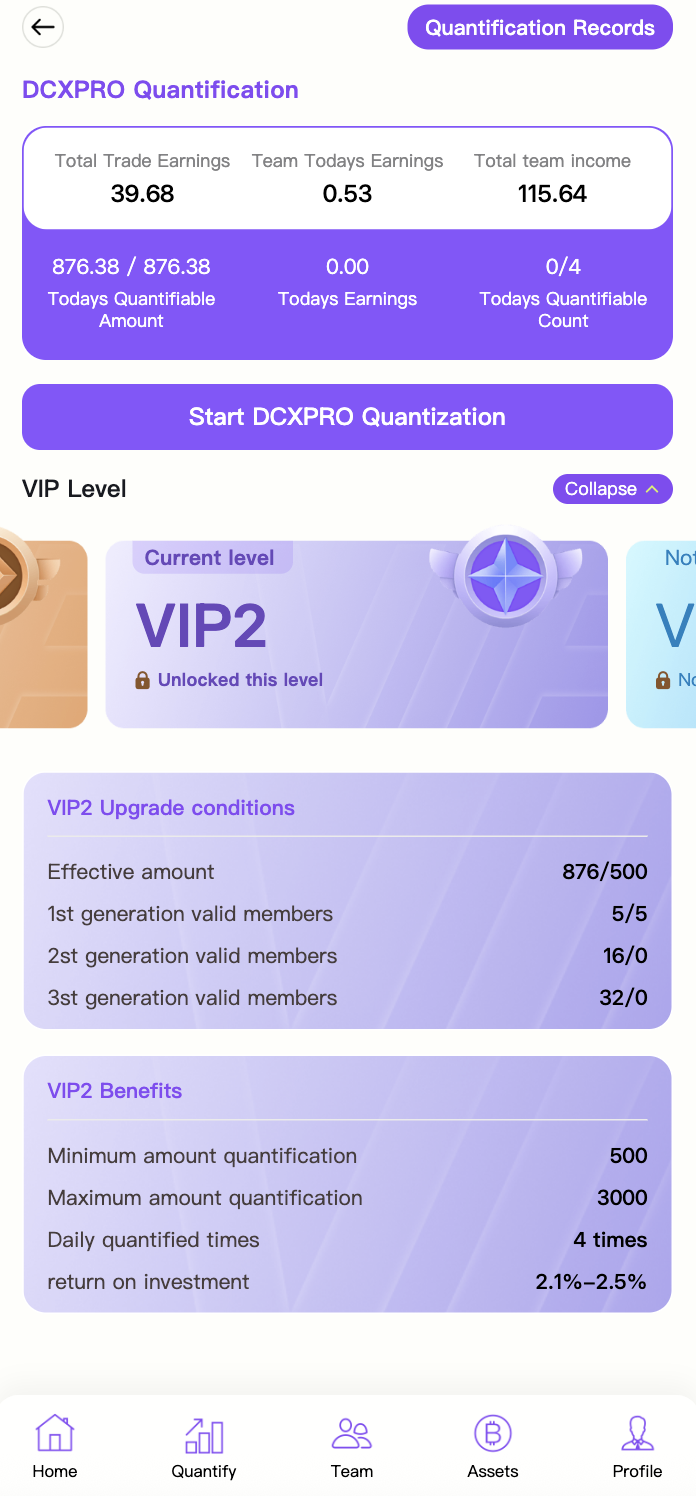 Quantification Records
DCXPRO Quantification
Total Trade Earnings Team Todays Earnings Total team income
39.68 0.53 115.64
876.38 / 876.38 0.00 0/4
Todays Quantifiable Todays Earnings Todays Quantifiable
Amount Count
Start DCXPRO Quantization
VIP Level Collapse
Current level
VIP2
Unlocked this level
VIP2 Upgrade conditions
Effective amount 876/500
1st generation valid members 5/5
2st generation valid members 16/0
3st generation valid members 32/0
VIP2 Benefits
Minimum amount quantification 500
Maximum amount quantification 3000
Daily quantified times 4 times
return on investment 2.1%–2.5%
Home Quantify Team Assets Profile